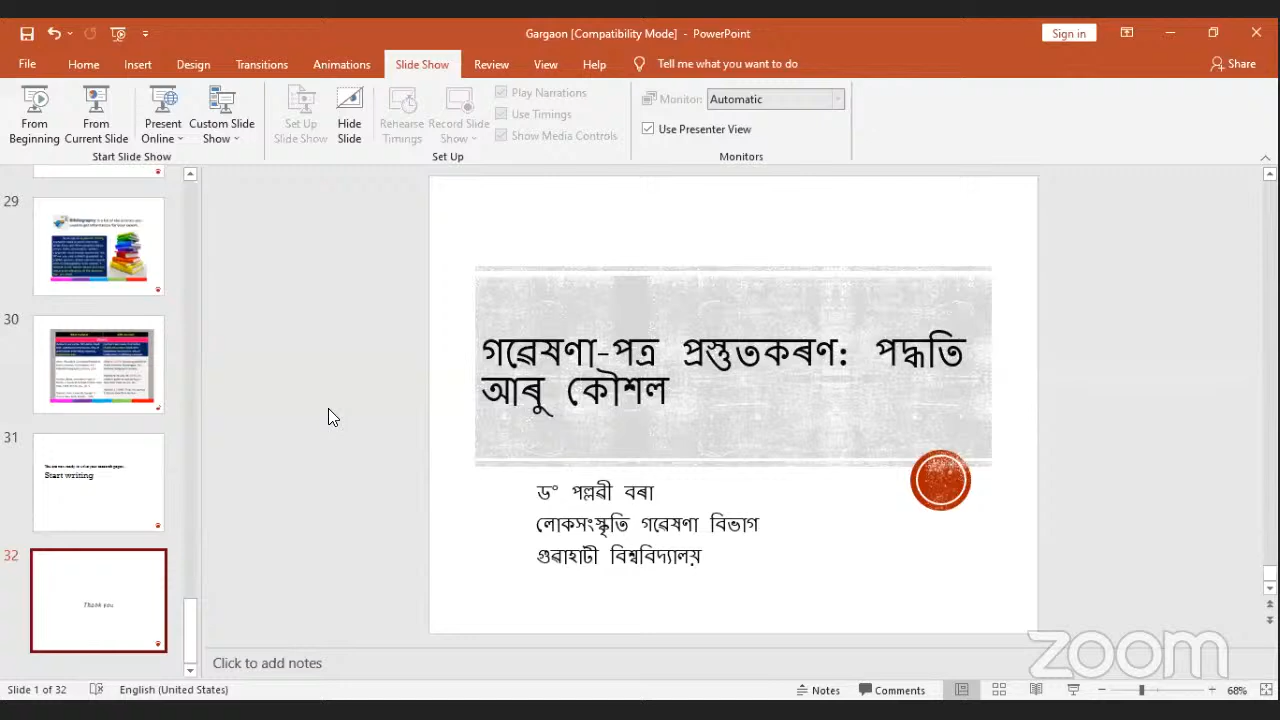 Gargaon [Compatibility Mode] - PowerPoint
Sign in
File Home Insert Design Transitions Animations Slide Show Review View Help Tell me what you want to do Share
From Beginning
From Current Slide
Present Online
Custom Slide Show
Set Up Slide Show
Hide Slide
Rehearse Timings
Record Slide Show
Play Narrations
Use Timings
Show Media Controls
Monitor: Automatic
Use Presenter View
Start Slide Show
Set Up
Monitors
29
30
31
Start writing
32
Thank you
গৱেষণা-পত্ৰ প্ৰস্তুতকৰণ: পদ্ধতি
আৰু কৌশল
ড° পল্লৱী বৰা
লোকসংস্কৃতি গৱেষণা বিভাগ
গুৱাহাটী বিশ্ববিদ্যালয়
Click to add notes
zoom
Slide 1 of 32 English (United States) Notes Comments 68%